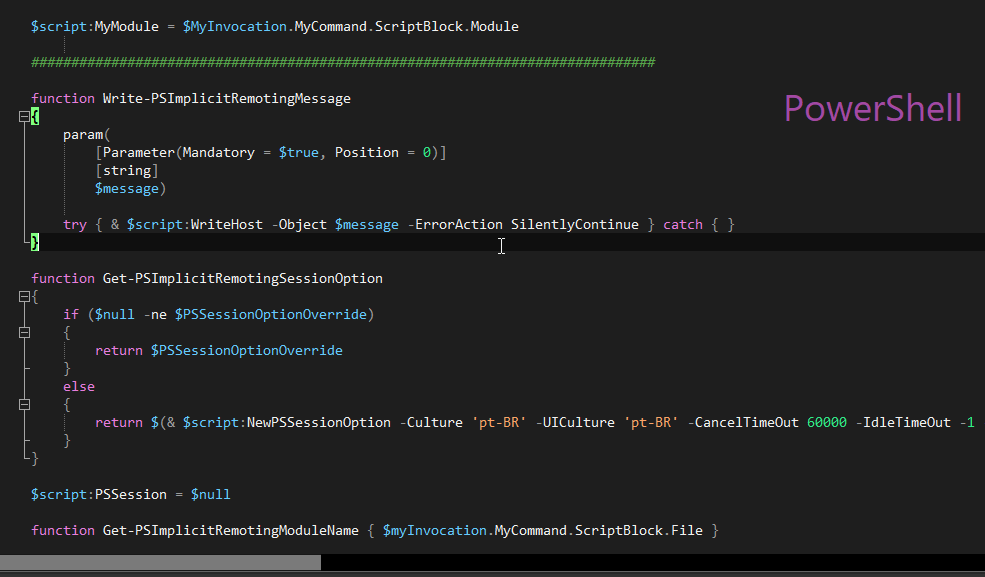 $script:MyModule = $MyInvocation.MyCommand.ScriptBlock.Module
##############################################################################
function Write-PSImplicitRemotingMessage
PowerShell
{
param(
[Parameter(Mandatory = $true, Position = 0)]
[string]
$message)
try { & $script:WriteHost -Object $message -ErrorAction SilentlyContinue } catch { }
}
function Get-PSImplicitRemotingSessionOption
{
if ($null -ne $PSSessionOptionOverride)
{
return $PSSessionOptionOverride
}
else
{
return $(& $script:NewPSSessionOption -Culture 'pt-BR' -UICulture 'pt-BR' -CancelTimeOut 60000 -IdleTimeOut -1
}
}
$script:PSSession = $null
function Get-PSImplicitRemotingModuleName { $myInvocation.MyCommand.ScriptBlock.File }